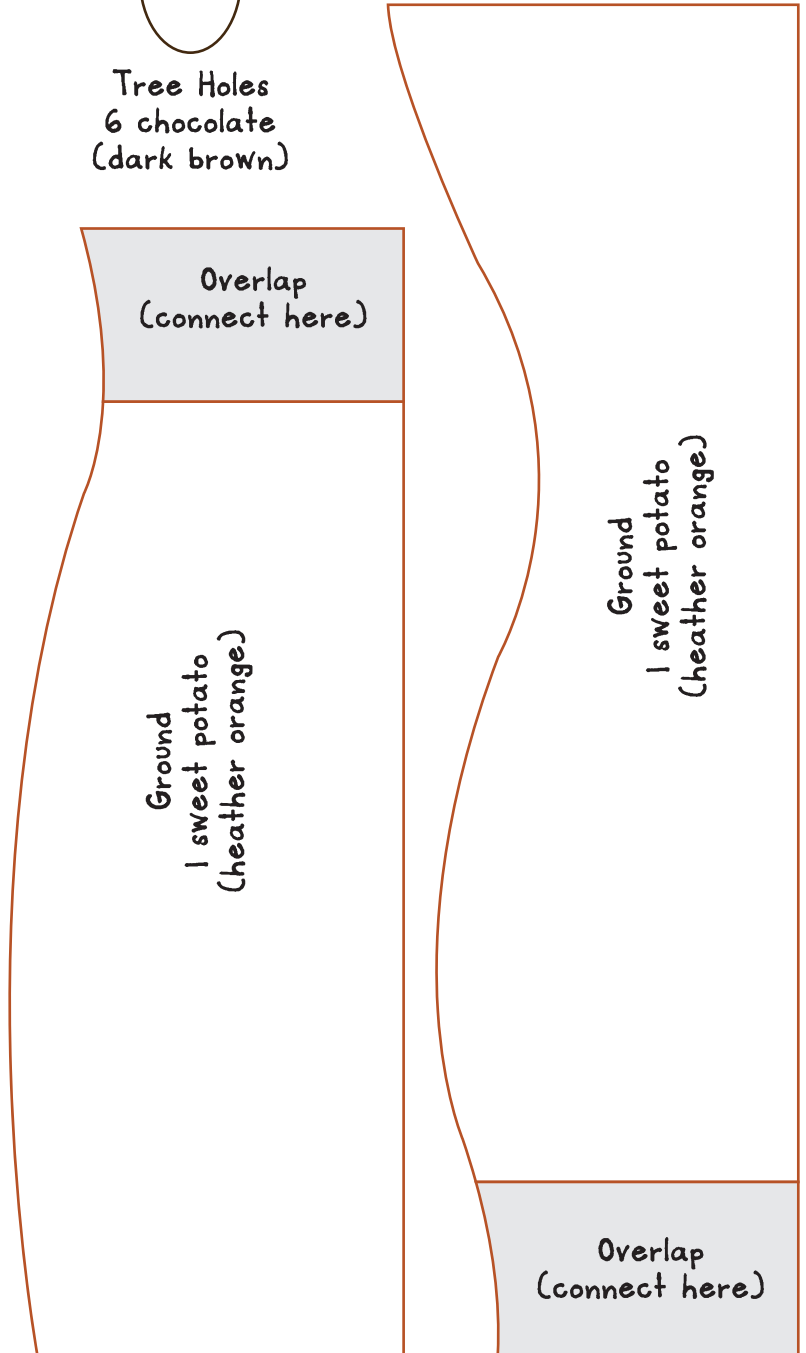 Tree Holes
6 chocolate
(dark brown)
Overlap
(connect here)
Ground
1 sweet potato
(heather orange)
Ground
1 sweet potato
(heather orange)
Overlap
(connect here)